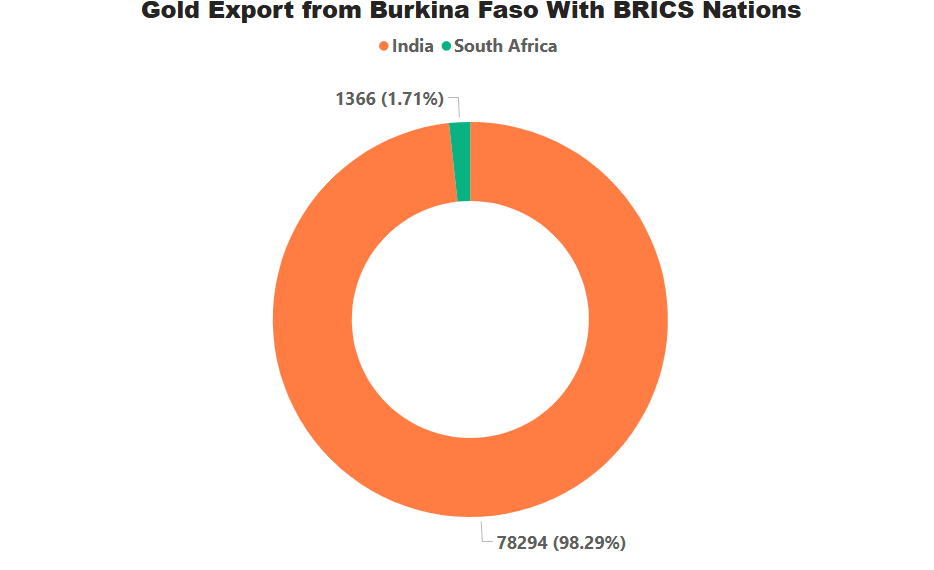 Gold Export from Burkina Faso With BRICS Nations
India South Africa
1366 (1.71%)
78294 (98.29%)